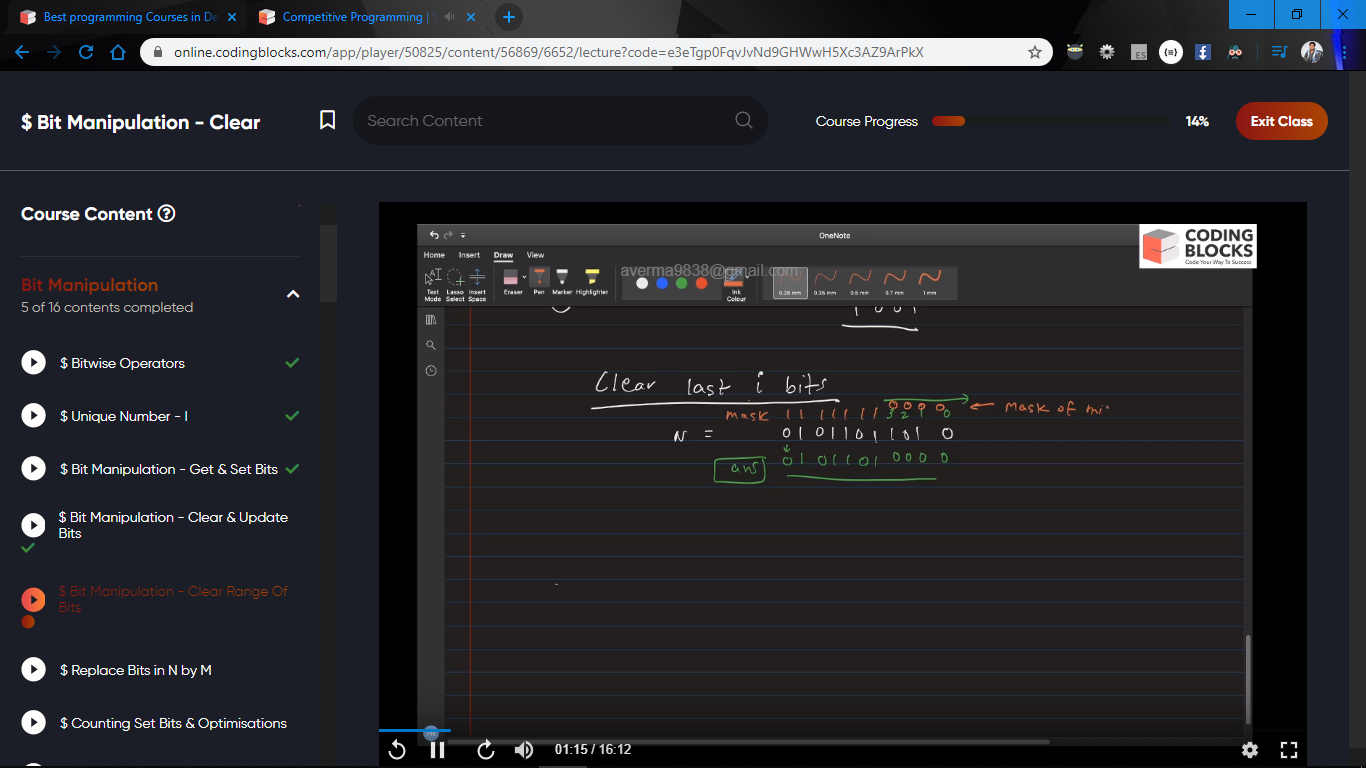 Best programming Courses in De
Competitive Programming |
online.codingblocks.com/app/player/50825/content/56869/6652/lecture?code=e3eTgp0FqvJvNd9GHWwH5Xc3AZ9ArPkX
$ Bit Manipulation - Clear
Search Content
Course Progress
14%
Exit Class
Course Content
Bit Manipulation
5 of 16 contents completed
$ Bitwise Operators
$ Unique Number - I
$ Bit Manipulation - Get & Set Bits
$ Bit Manipulation - Clear & Update
Bits
$ Bit Manipulation - Clear Range Of
Bits
$ Replace Bits in N by M
$ Counting Set Bits & Optimisations
OneNote
CODING
BLOCKS
Code Your Way To Success
Home Insert Draw View
averma9838@gmail.com
Text Mode
Lasso Select
Insert Space
Eraser
Pen
Marker
Highlighter
Ink Colour
0.25 mm
0.35 mm
0.5 mm
0.7 mm
1 mm
1 0 0 1
Clear last i bits
mask 1 1 1 1 1 1 1 0 0 0 0
3 2 1 0
← Mask of mi
N = 0 1 0 1 1 0 1 1 0 1 0
ans 0 1 0 1 1 0 1 0 0 0 0
01:15 / 16:12